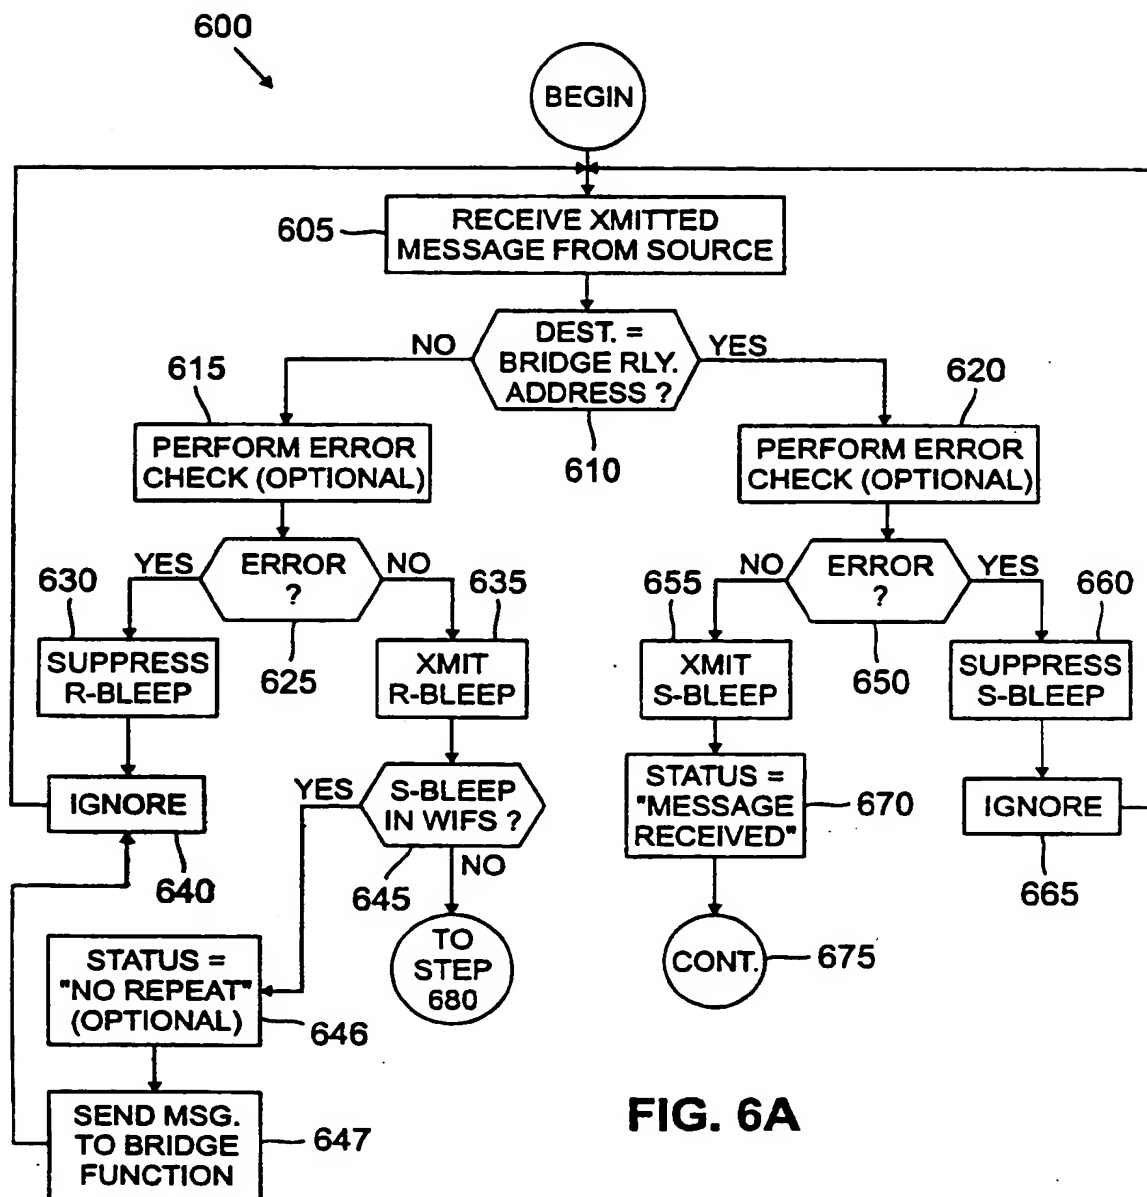 600
BEGIN
605
RECEIVE XMITTED
MESSAGE FROM SOURCE
NO
DEST. =
BRIDGE RLY.
ADDRESS ?
YES
610
615
PERFORM ERROR
CHECK (OPTIONAL)
620
PERFORM ERROR
CHECK (OPTIONAL)
YES
ERROR
?
NO
625
630
SUPPRESS
R-BLEEP
635
XMIT
R-BLEEP
NO
ERROR
?
YES
650
655
XMIT
S-BLEEP
660
SUPPRESS
S-BLEEP
IGNORE
640
YES
S-BLEEP
IN WIFS ?
NO
645
STATUS =
"MESSAGE
RECEIVED"
670
IGNORE
665
STATUS =
"NO REPEAT"
(OPTIONAL)
646
TO
STEP
680
CONT.
675
SEND MSG.
TO BRIDGE
FUNCTION
647
FIG. 6A